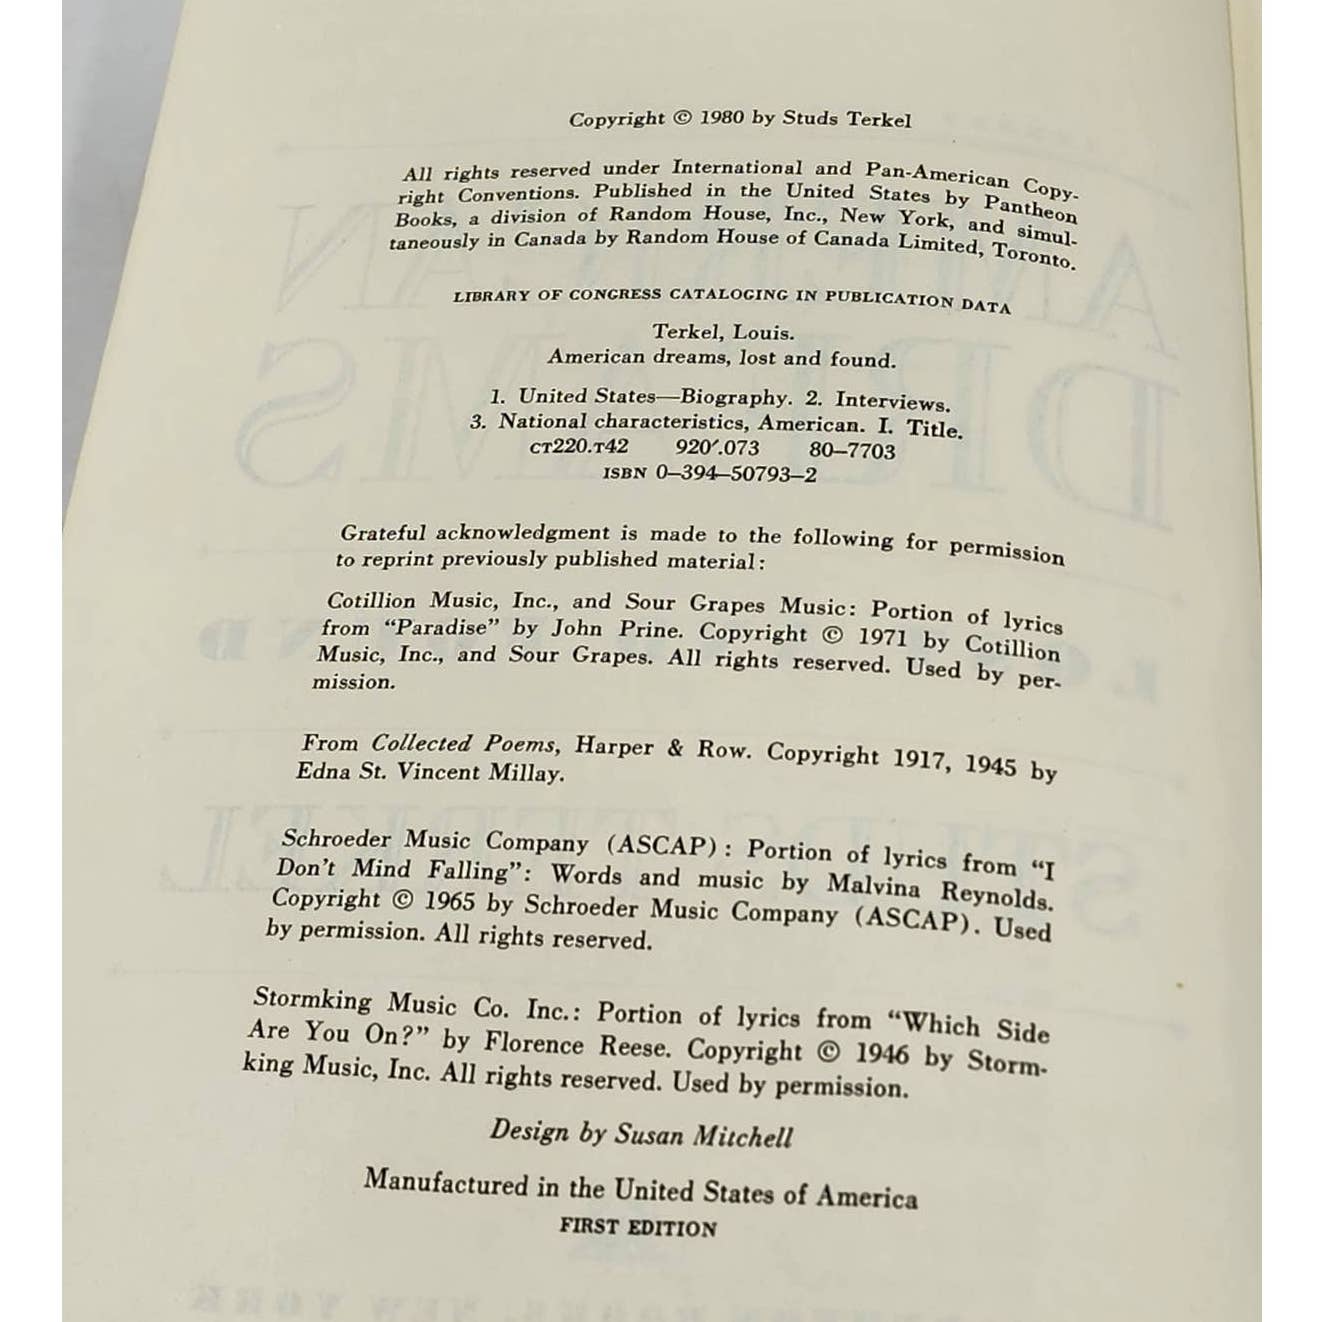 Copyright © 1980 by Studs Terkel
All rights reserved under International and Pan-American Copy-
right Conventions. Published in the United States by Pantheon
Books, a division of Random House, Inc., New York, and simul-
taneously in Canada by Random House of Canada Limited, Toronto.
LIBRARY OF CONGRESS CATALOGING IN PUBLICATION DATA
Terkel, Louis.
American dreams, lost and found.
1. United States—Biography. 2. Interviews.
3. National characteristics, American. I. Title.
CT220.T42 920′.073 80–7703
ISBN 0–394–50793–2
Grateful acknowledgment is made to the following for permission
to reprint previously published material:
Cotillion Music, Inc., and Sour Grapes Music: Portion of lyrics
from “Paradise” by John Prine. Copyright © 1971 by Cotillion
Music, Inc., and Sour Grapes. All rights reserved. Used by per-
mission.
From Collected Poems, Harper & Row. Copyright 1917, 1945 by
Edna St. Vincent Millay.
Schroeder Music Company (ASCAP): Portion of lyrics from “I
Don’t Mind Falling”: Words and music by Malvina Reynolds.
Copyright © 1965 by Schroeder Music Company (ASCAP). Used
by permission. All rights reserved.
Stormking Music Co. Inc.: Portion of lyrics from “Which Side
Are You On?” by Florence Reese. Copyright © 1946 by Storm-
king Music, Inc. All rights reserved. Used by permission.
Design by Susan Mitchell
Manufactured in the United States of America
FIRST EDITION